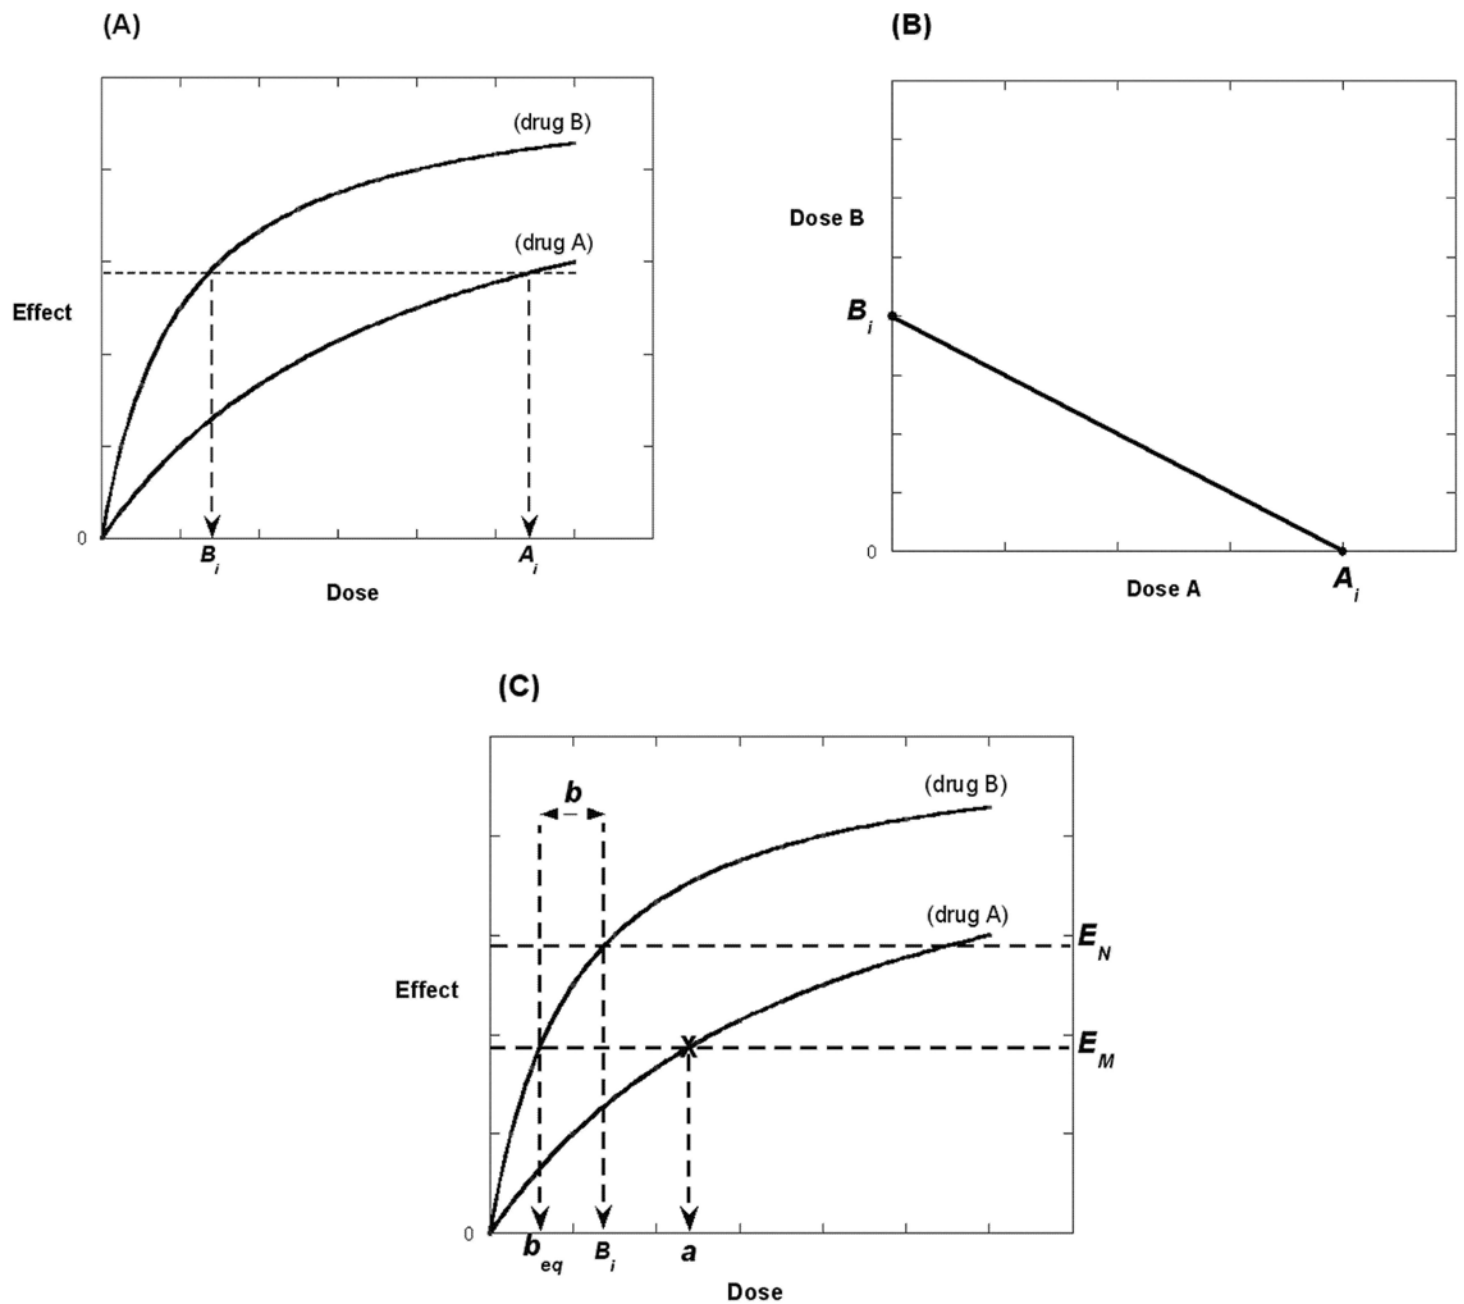 (A)
(drug B)
(drug A)
Effect
0
B i
A i
Dose
(B)
Dose B
B i
0
Dose A
A i
(C)
b
(drug B)
(drug A)
E N
Effect
E M
x
0
b eq
B i
a
Dose